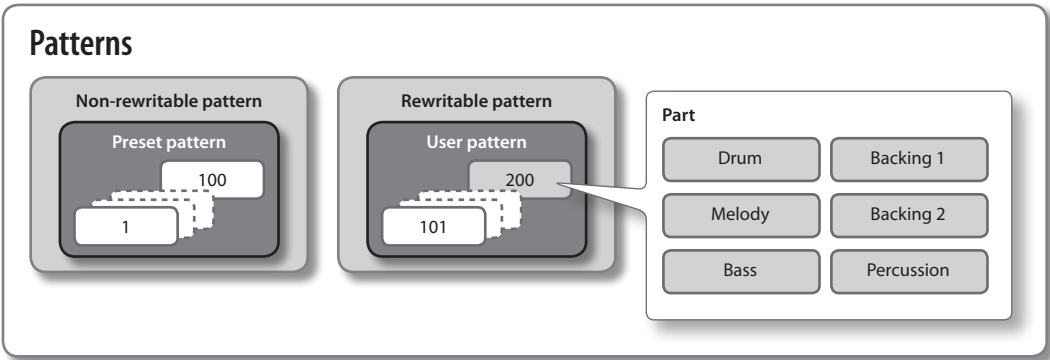 Patterns
Non-rewritable pattern
Preset pattern
100
1
Rewritable pattern
User pattern
200
101
Part
Drum
Backing 1
Melody
Backing 2
Bass
Percussion